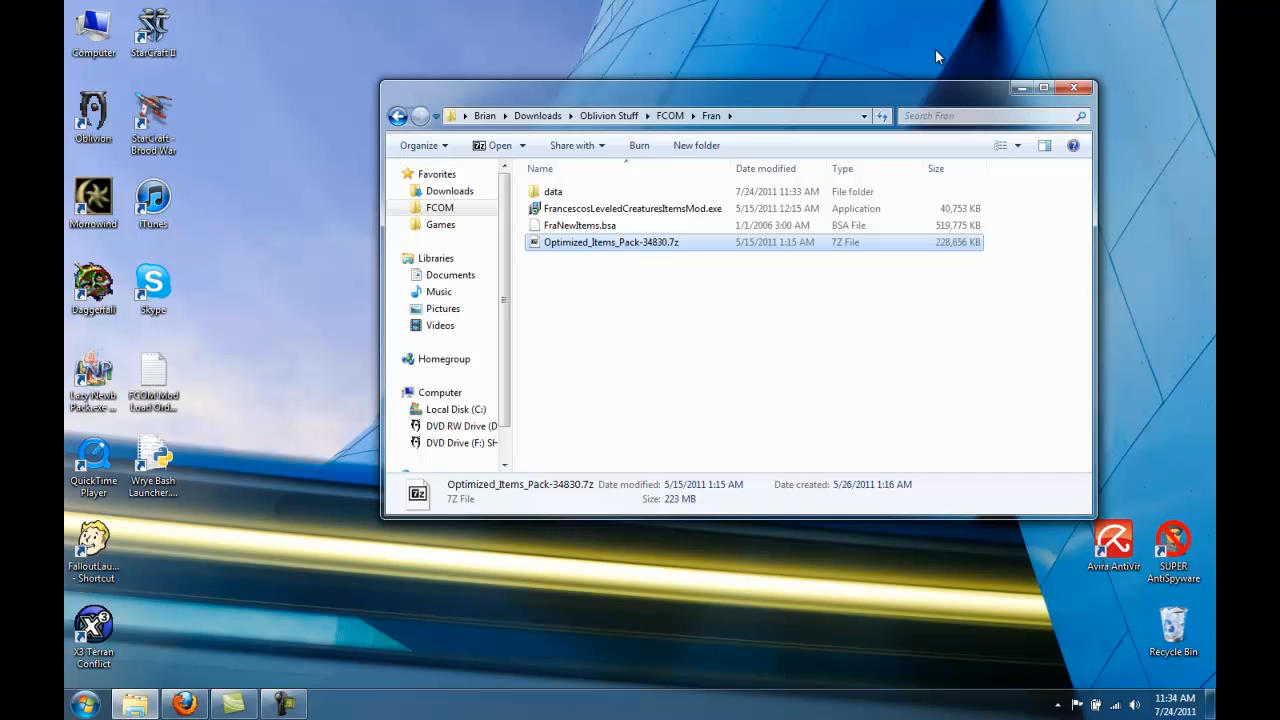 Computer
StarCraft II
Oblivion
StarCraft -
Brood War
Morrowind
iTunes
Daggerfall
Skype
Lazy Newb
Pack.exe ...
FCOM Mod
Load Ord...
QuickTime
Player
Wrye Bash
Launcher....
FalloutLau...
- Shortcut
X3 Terran
Conflict
Brian Downloads Oblivion Stuff FCOM Fran
Search Fran
Organize Open Share with Burn New folder
Favorites
Downloads
FCOM
Games
Libraries
Documents
Music
Pictures
Videos
Homegroup
Computer
Local Disk (C:)
DVD RW Drive (D
DVD Drive (F:) SH
Name Date modified Type Size
data 7/24/2011 11:33 AM File folder
FrancescosLeveledCreaturesItemsMod.exe 5/15/2011 12:15 AM Application 40,753 KB
FraNewItems.bsa 1/1/2006 3:00 AM BSA File 519,775 KB
Optimized_Items_Pack-34830.7z 5/15/2011 1:15 AM 7Z File 228,656 KB
7z
Optimized_Items_Pack-34830.7z Date modified: 5/15/2011 1:15 AM Date created: 5/26/2011 1:16 AM
7Z File Size: 223 MB
Avira AntiVir
SUPER
AntiSpyware
Recycle Bin
11:34 AM
7/24/2011